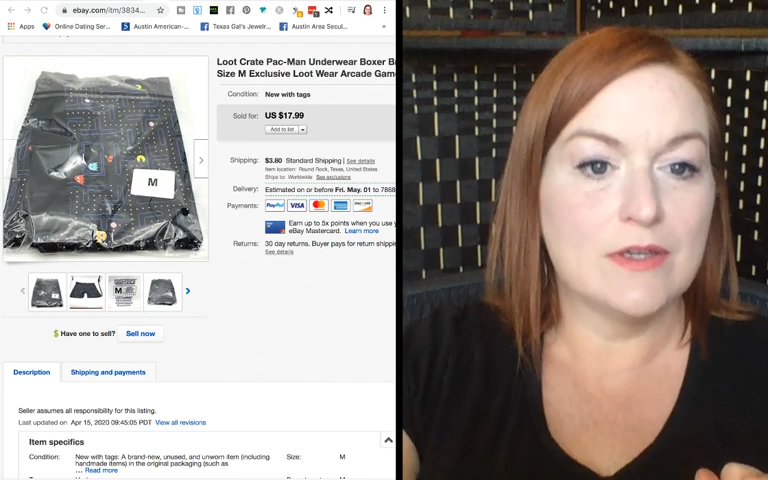 ebay.com/itm/3834...
Apps
Online Dating Ser...
Austin American-...
Texas Gal's Jewelr...
Austin Area Secul...
Loot Crate Pac-Man Underwear Boxer B
Size M Exclusive Loot Wear Arcade Gam
Condition: New with tags
Sold for: US $17.99
Add to list
Shipping: $3.80 Standard Shipping | See details
Item location: Round Rock, Texas, United States
Ships to: Worldwide See exclusions
Delivery: Estimated on or before Fri. May. 01 to 7868
Payments: PayPal VISA
Earn up to 5x points when you use y
eBay Mastercard. Learn more
Returns: 30 day returns. Buyer pays for return shippi
See details
M
M
$ Have one to sell? Sell now
Description
Shipping and payments
Seller assumes all responsibility for this listing.
Last updated on Apr 15, 2020 09:45:05 PDT View all revisions
Item specifics
Condition: New with tags: A brand-new, unused, and unworn item (including Size: M
handmade items) in the original packaging (such as
... Read more